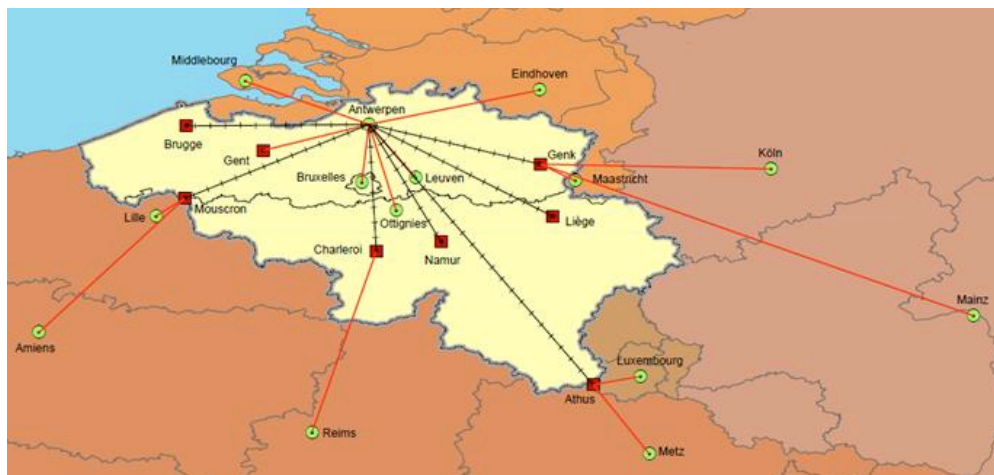 Middlebourg
Eindhoven
Antwerpen
Brugge
Gent
Genk
Köln
Bruxelles
Leuven
Maastricht
Lille
Mouscron
Ottignies
Liège
Charleroi
Namur
Mainz
Amiens
Luxembourg
Athus
Reims
Metz